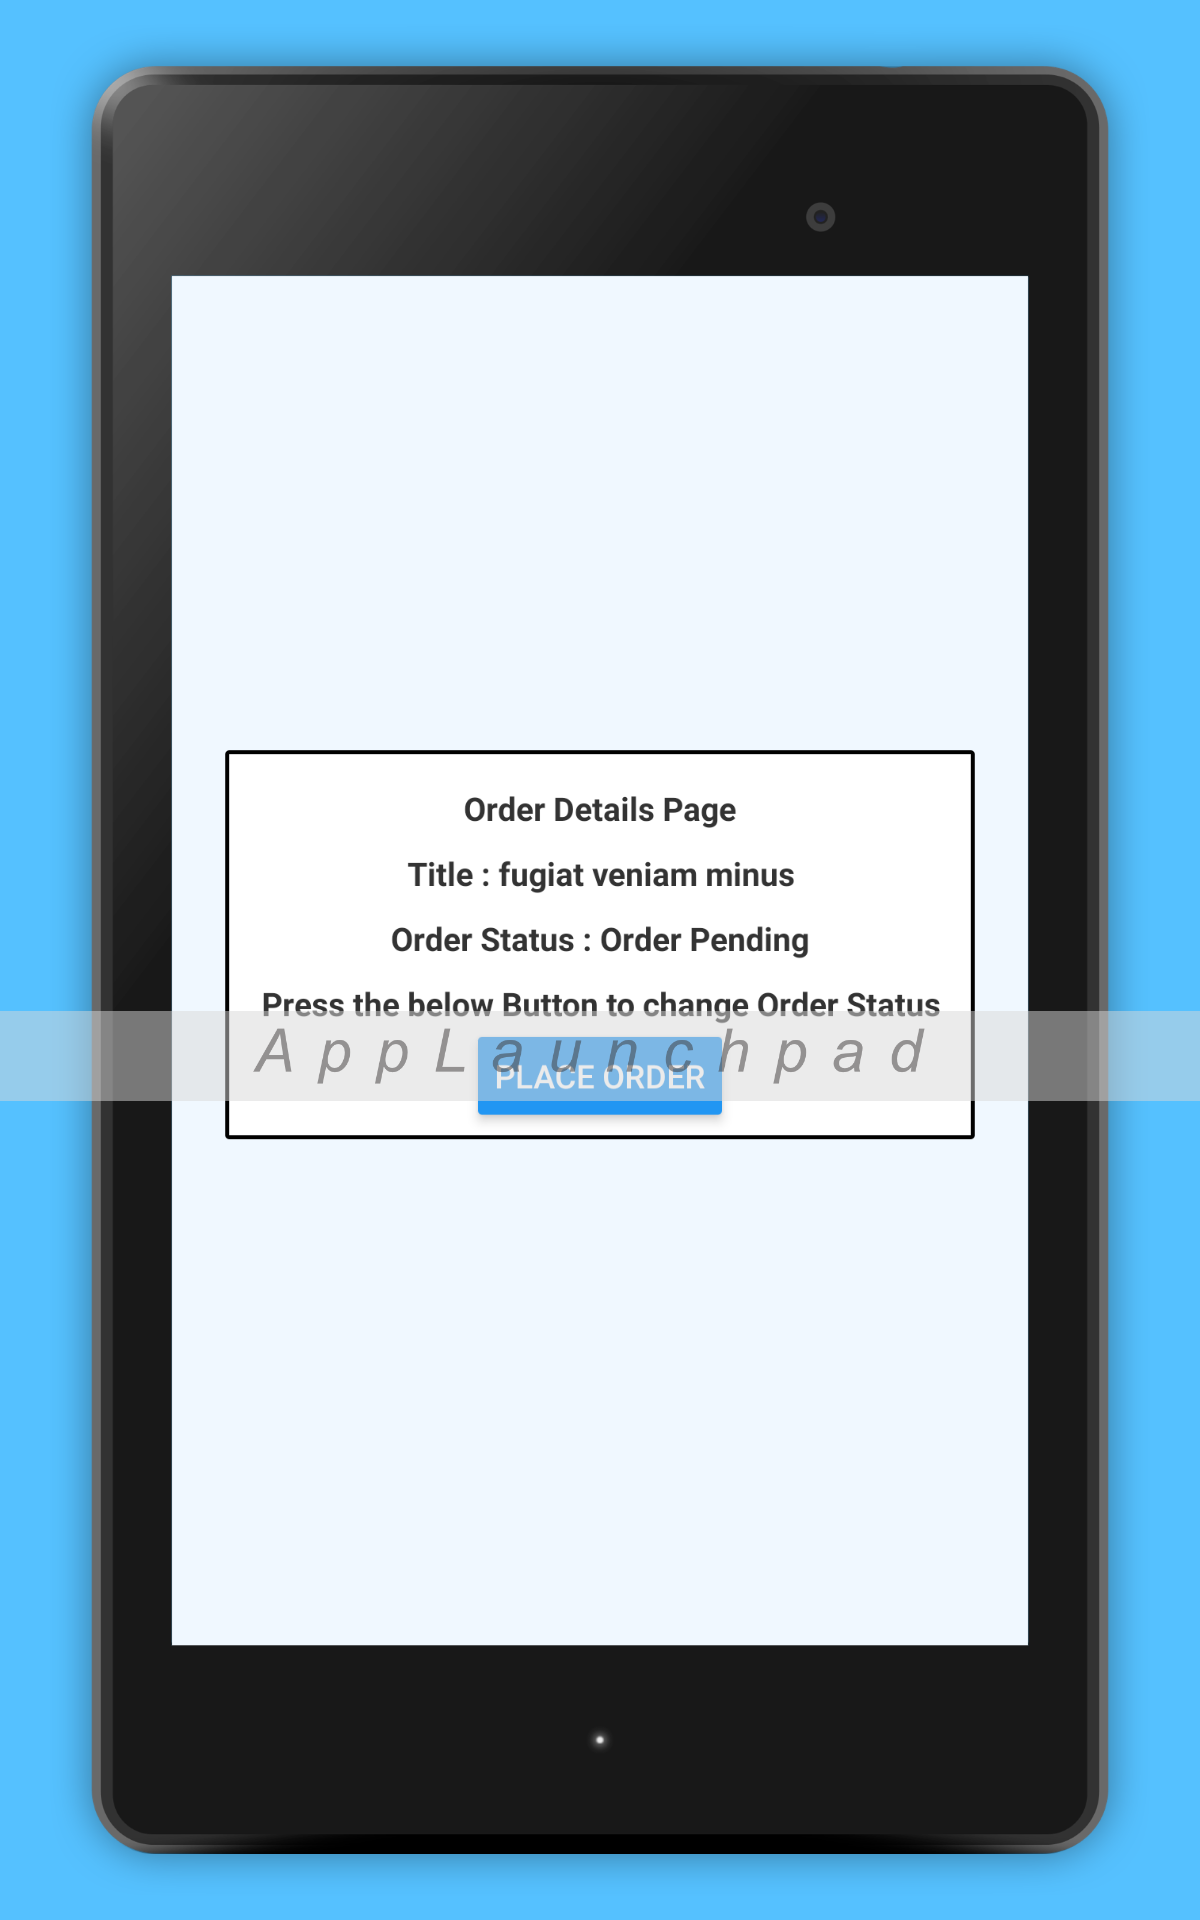 Order Details Page
Title : fugiat veniam minus
Order Status : Order Pending
Press the below Button to change Order Status
AppLaunchpad
PLACE ORDER